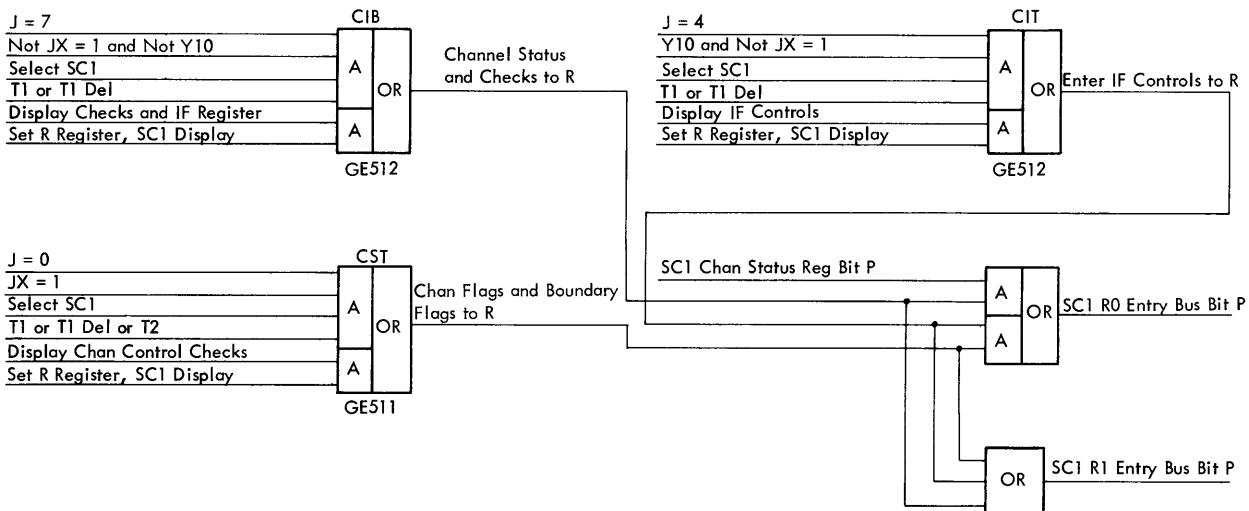 CIB
J = 7
Not JX = 1 and Not Y10
Select SC1
T1 or T1 Del
Display Checks and IF Register
Set R Register, SC1 Display
A
OR
A
GE512
Channel Status
and Checks to R
CIT
J = 4
Y10 and Not JX = 1
Select SC1
T1 or T1 Del
Display IF Controls
Set R Register, SC1 Display
A
OR
A
GE512
Enter IF Controls to R
CST
J = 0
JX = 1
Select SC1
T1 or T1 Del or T2
Display Chan Control Checks
Set R Register, SC1 Display
A
OR
A
GE511
Chan Flags and Boundary
Flags to R
SC1 Chan Status Reg Bit P
A
OR
A
SC1 R0 Entry Bus Bit P
OR
SC1 R1 Entry Bus Bit P